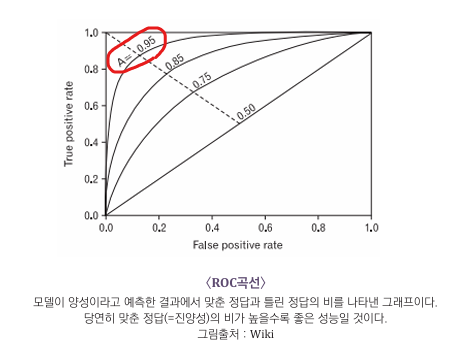 1.0
A= 0.95
0.8
0.85
0.75
0.6
0.50
0.4
0.2
0.0
0.0 0.2 0.4 0.6 0.8 1.0
True positive rate
False positive rate
〈ROC곡선〉
모델이 양성이라고 예측한 결과에서 맞춘 정답과 틀린 정답의 비를 나타낸 그래프이다.
당연히 맞춘 정답(=진양성)의 비가 높을수록 좋은 성능일 것이다.
그림출처 : Wiki